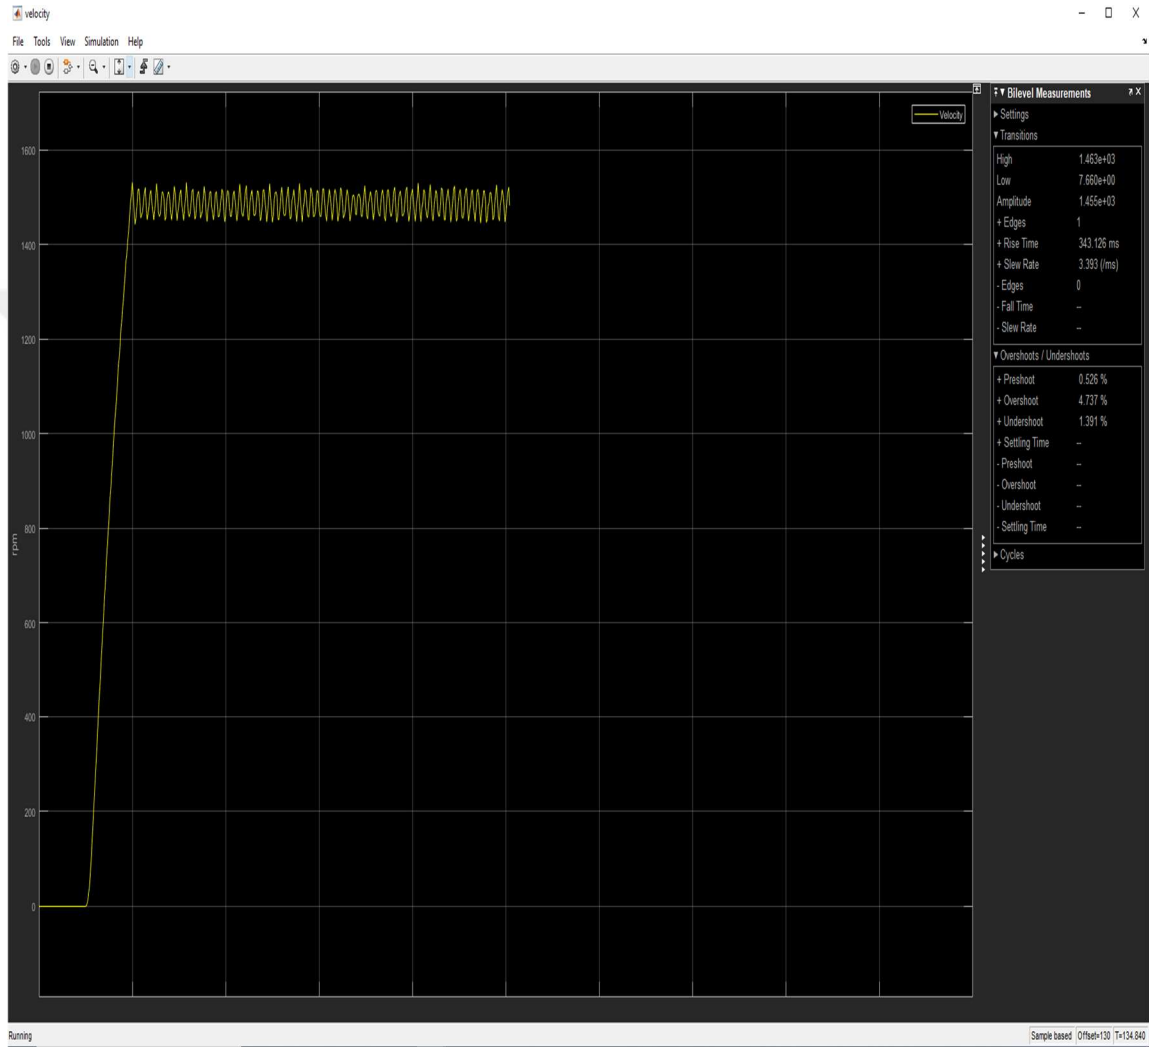 velocity
File Tools View Simulation Help
Velocity
1600
1400
1200
1000
800
600
400
200
0
rpm
Bilevel Measurements
Settings
Transitions
High 1.463e+03
Low 7.660e+00
Amplitude 1.455e+03
+ Edges 1
+ Rise Time 343.126 ms
+ Slew Rate 3.393 (/ms)
- Edges 0
- Fall Time --
- Slew Rate --
Overshoots / Undershoots
+ Preshoot 0.526 %
+ Overshoot 4.737 %
+ Undershoot 1.391 %
+ Settling Time --
- Preshoot --
- Overshoot --
- Undershoot --
- Settling Time --
Cycles
Running
Sample based Offset=130 T=134.840